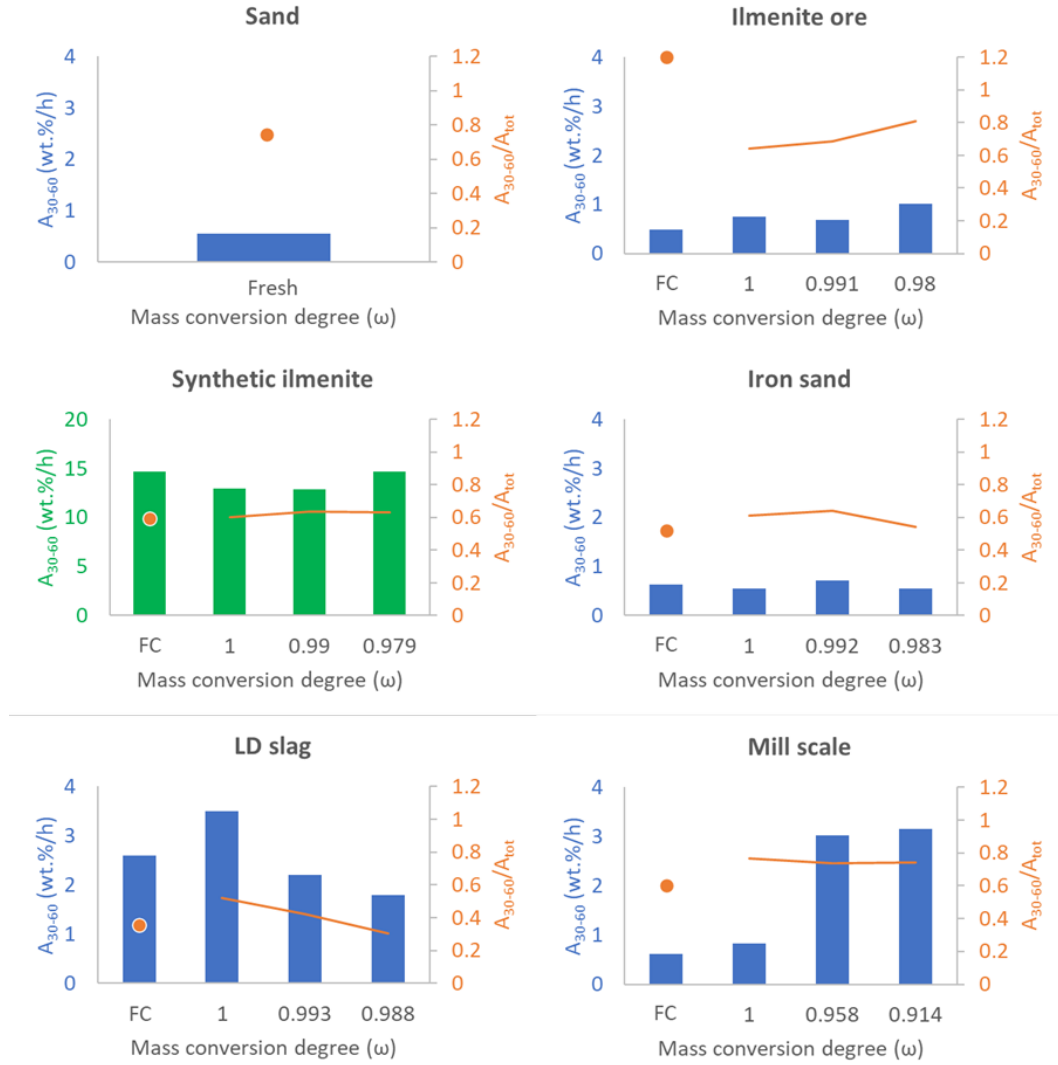 Sand
A30-60 (wt.%/h)
4
3
2
1
0
1.2
1
0.8
0.6
0.4
0.2
0
A30-60/Atot
Fresh
Mass conversion degree (ω)
Ilmenite ore
A30-60 (wt.%/h)
4
3
2
1
0
1.2
1
0.8
0.6
0.4
0.2
0
A30-60/Atot
FC 1 0.991 0.98
Mass conversion degree (ω)
Synthetic ilmenite
A30-60 (wt.%/h)
20
15
10
5
0
1.2
1
0.8
0.6
0.4
0.2
0
A30-60/Atot
FC 1 0.99 0.979
Mass conversion degree (ω)
Iron sand
A30-60 (wt.%/h)
4
3
2
1
0
1.2
1
0.8
0.6
0.4
0.2
0
A30-60/Atot
FC 1 0.992 0.983
Mass conversion degree (ω)
LD slag
A30-60 (wt.%/h)
4
3
2
1
0
1.2
1
0.8
0.6
0.4
0.2
0
A30-60/Atot
FC 1 0.993 0.988
Mass conversion degree (ω)
Mill scale
A30-60 (wt.%/h)
4
3
2
1
0
1.2
1
0.8
0.6
0.4
0.2
0
A30-60/Atot
FC 1 0.958 0.914
Mass conversion degree (ω)